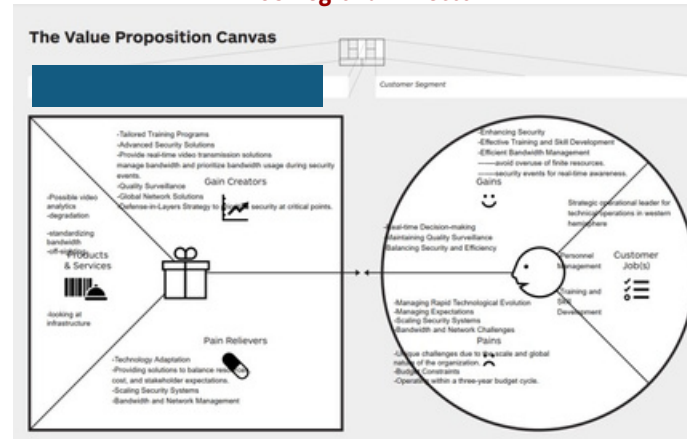 The Value Proposition Canvas
Customer Segment
-Tailored Training Programs
-Advanced Security Solutions
-Provide real-time video transmission solutions
manage bandwidth and prioritize bandwidth usage during security
events.
-Quality Surveillance
-Global Network Solutions
-Defense-in-Layers Strategy to security at critical points.
Gain Creators
-Possible video
analytics
-degradation
-standardizing
bandwidth
Products
& Services
-looking at
infrastructure
Pain Relievers
-Technology Adaptation
-Providing solutions to balance
cost, and stakeholder expectations.
-Scaling Security Systems
-Bandwidth and Network Management
-Enhancing Security
-Effective Training and Skill Development
-Efficient Bandwidth Management
-------avoid overuse of finite resources.
-------security events for real-time awareness.
Gains
-Real-time Decision-making
-Maintaining Quality Surveillance
-Balancing Security and Efficiency
Strategic operational leader for
technical operations in western
hemisphere
-Personnel
Management
-Training and
Skill
Development
Customer
Job(s)
-Managing Rapid Technological Evolution
-Managing Expectations
-Scaling Security Systems
-Bandwidth and Network Challenges
Pains
-Unique challenges due to the scale and global
nature of the organization.
-Budget Constraints
-Operating within a three-year budget cycle.